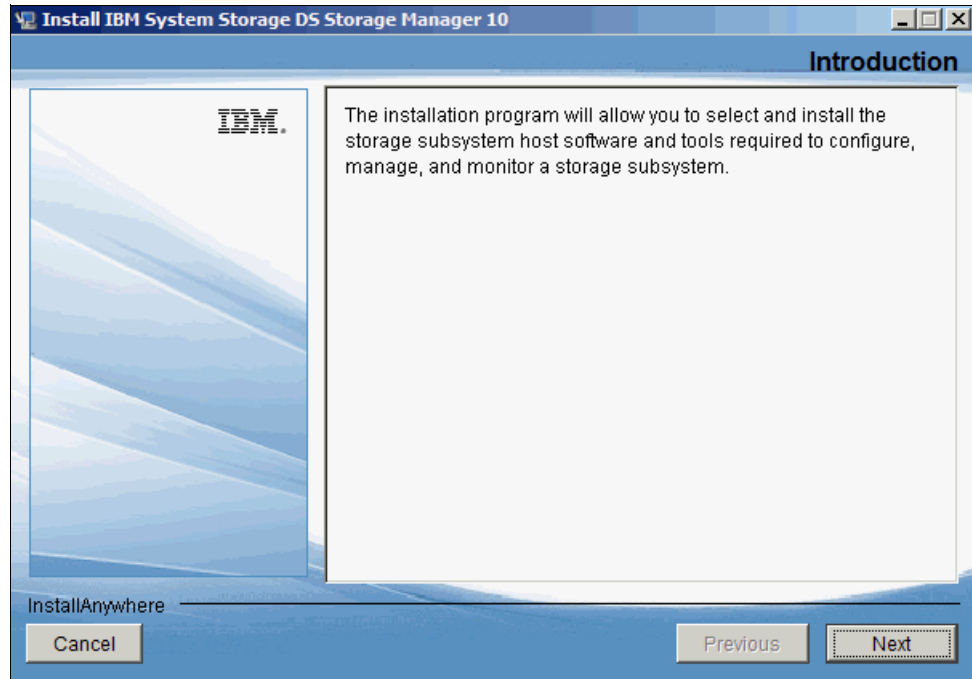 Install IBM System Storage DS Storage Manager 10
Introduction
IBM.
The installation program will allow you to select and install the
storage subsystem host software and tools required to configure,
manage, and monitor a storage subsystem.
InstallAnywhere
Cancel
Previous
Next